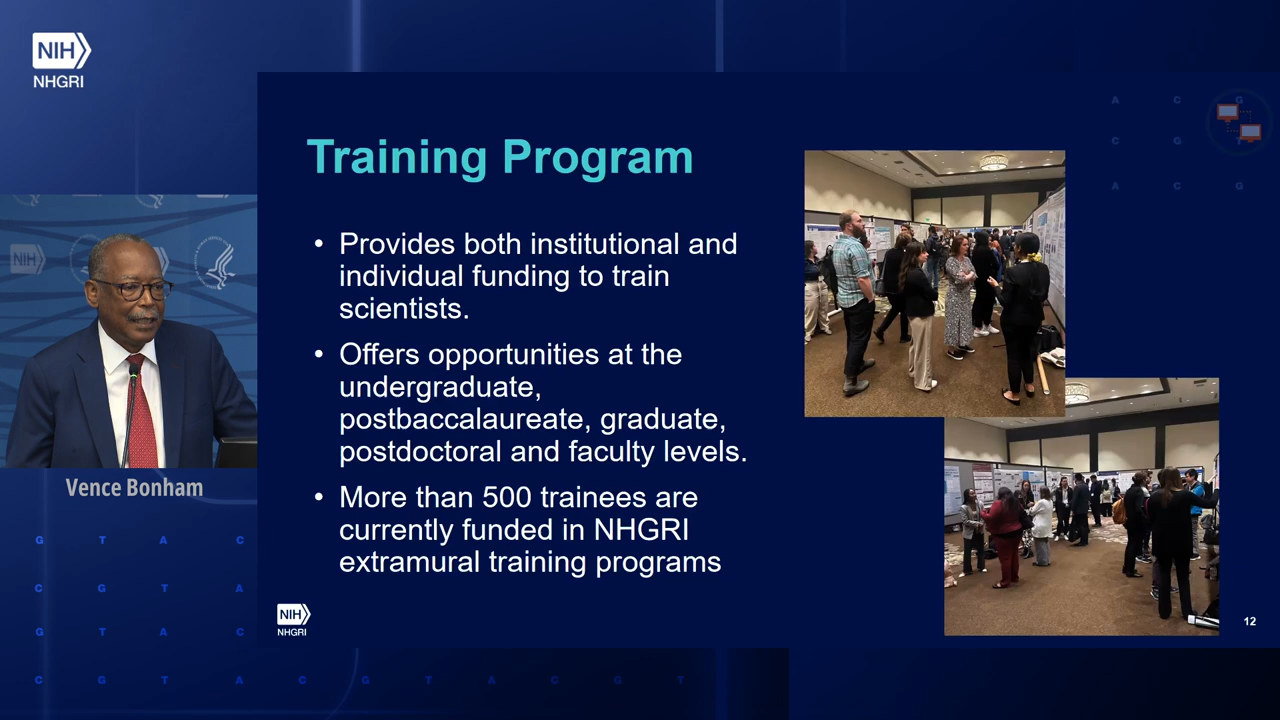 NIH
NHGRI
Training Program
• Provides both institutional and
individual funding to train
scientists.
• Offers opportunities at the
undergraduate,
postbaccalaureate, graduate,
postdoctoral and faculty levels.
• More than 500 trainees are
currently funded in NHGRI
extramural training programs
NIH
NHGRI
12
A C G
C G
A C G
NIH
Vence Bonham
G T A C
C G T A
G T A C
C G T A C G T A C G T